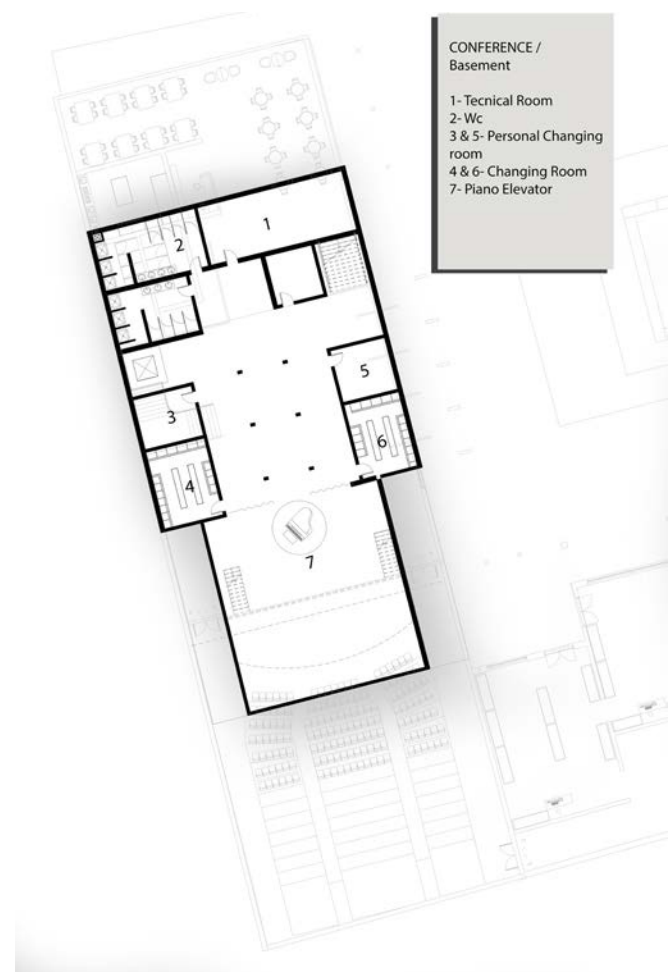 CONFERENCE /
Basement
1- Tecnical Room
2- Wc
3 & 5- Personal Changing
room
4 & 6- Changing Room
7- Piano Elevator
1
2
5
3
6
4
7